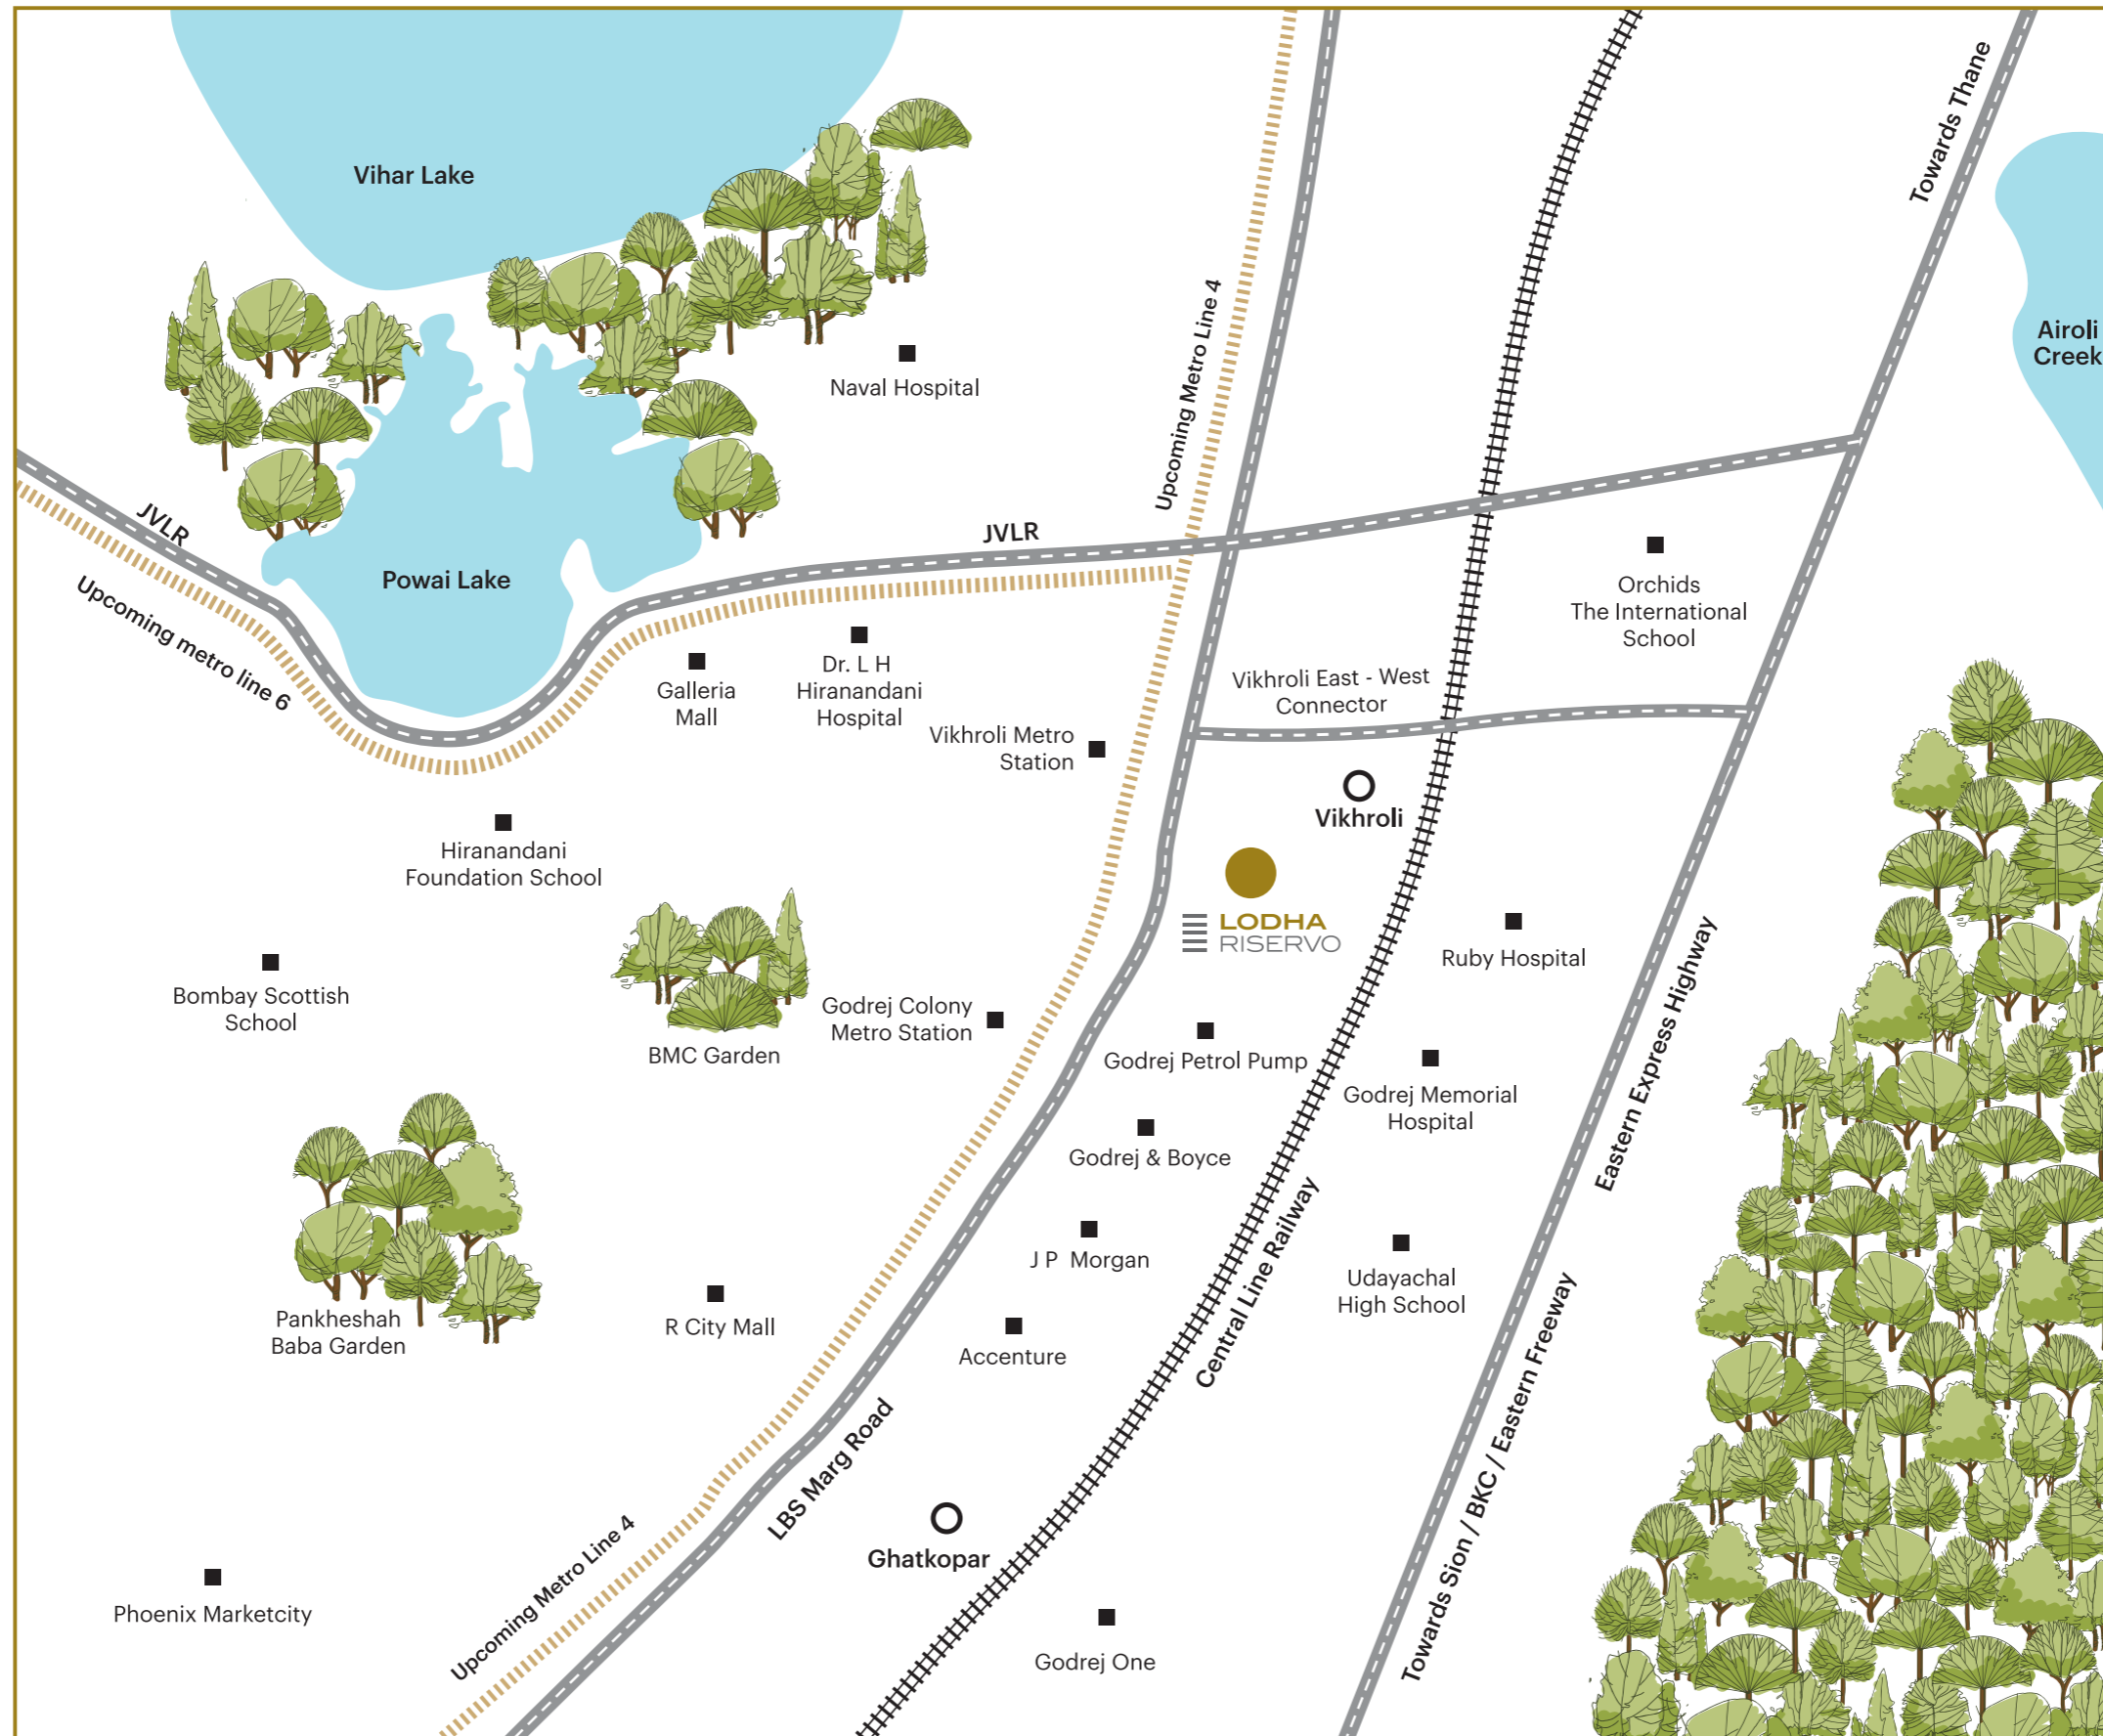 Towards Thane
Vihar Lake
Upcoming Metro Line 4
Airoli
Creek
Naval Hospital
JVLR
JVLR
Powai Lake
Upcoming metro line 6
Orchids
The International
School
Galleria
Mall
Dr. L H
Hiranandani
Hospital
Vikhroli East - West
Connector
Vikhroli Metro
Station
Vikhroli
Hiranandani
Foundation School
LODHA
RISERVO
Ruby Hospital
Eastern Express Highway
Bombay Scottish
School
Godrej Colony
Metro Station
BMC Garden
Godrej Petrol Pump
Godrej Memorial
Hospital
Godrej & Boyce
Central Line Railway
J P Morgan
Udayachal
High School
Pankheshah
Baba Garden
R City Mall
Accenture
Towards Sion / BKC / Eastern Freeway
LBS Marg Road
Upcoming Metro Line 4
Ghatkopar
Phoenix Marketcity
Godrej One